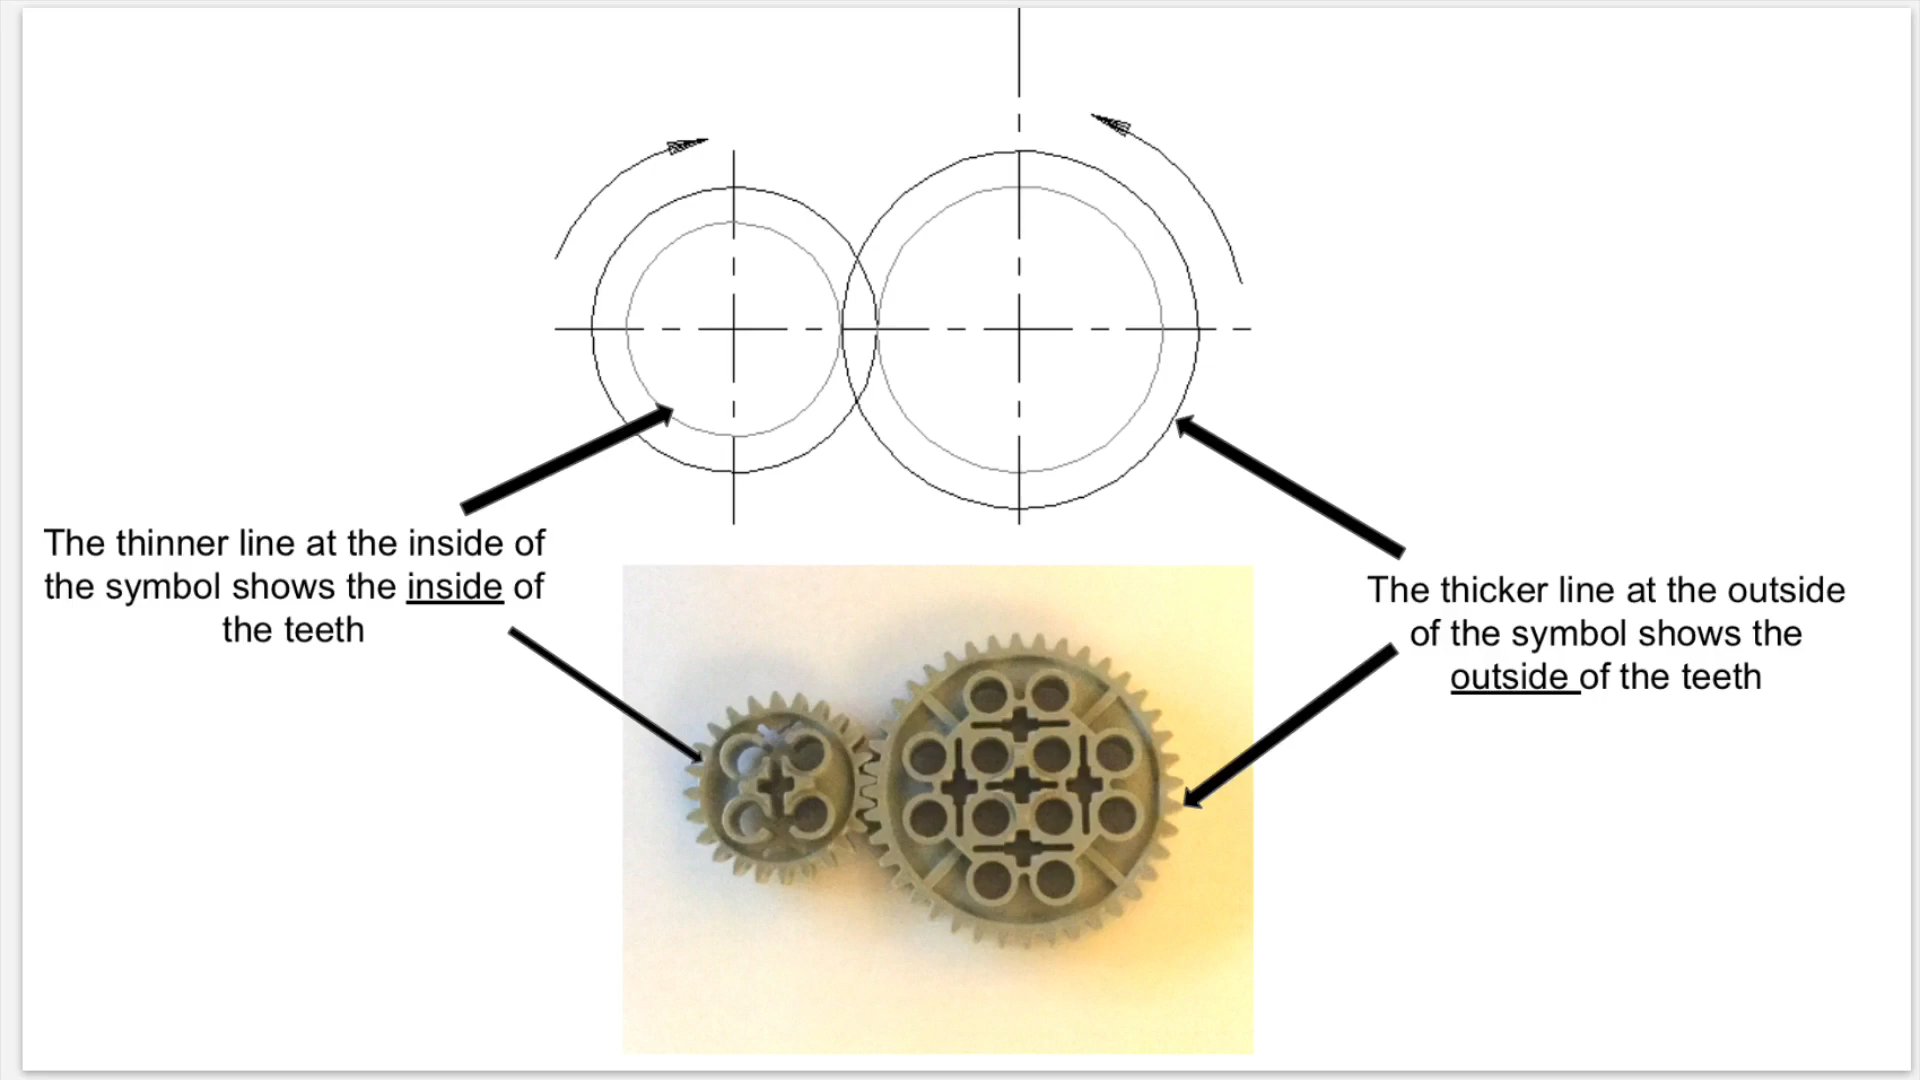 The thinner line at the inside of
the symbol shows the inside of
the teeth
The thicker line at the outside
of the symbol shows the
outside of the teeth